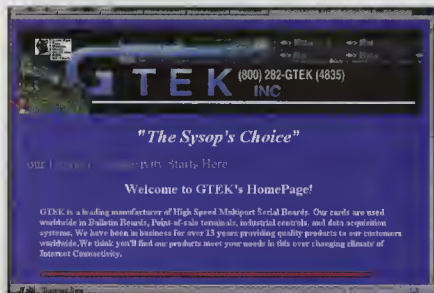 GTEK (800) 282-GTEK (4835)
INC
"The Sysop's Choice"
our Starts Here
Welcome to GTEK's HomePage!
GTEK is a leading manufacturer of High Speed Multiport Serial Boards. Our cards are used
worldwide in Bulletin Boards, Point-of-sale terminals, industrial controls, and data acquisition
systems. We have been in business for over 13 years providing quality products to our customers
worldwide. We think you'll find our products meet your needs in this ever changing climate of
Internet Connectivity.